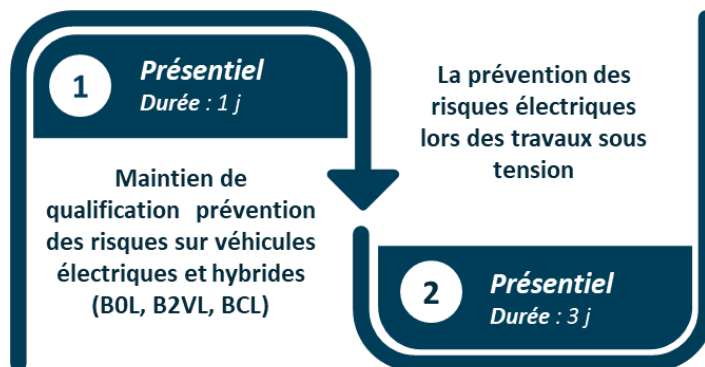 1
Présentiel
Durée : 1 j
Maintien de
qualification prévention
des risques sur véhicules
électriques et hybrides
(B0L, B2VL, BCL)
La prévention des
risques électriques
lors des travaux sous
tension
2
Présentiel
Durée : 3 j